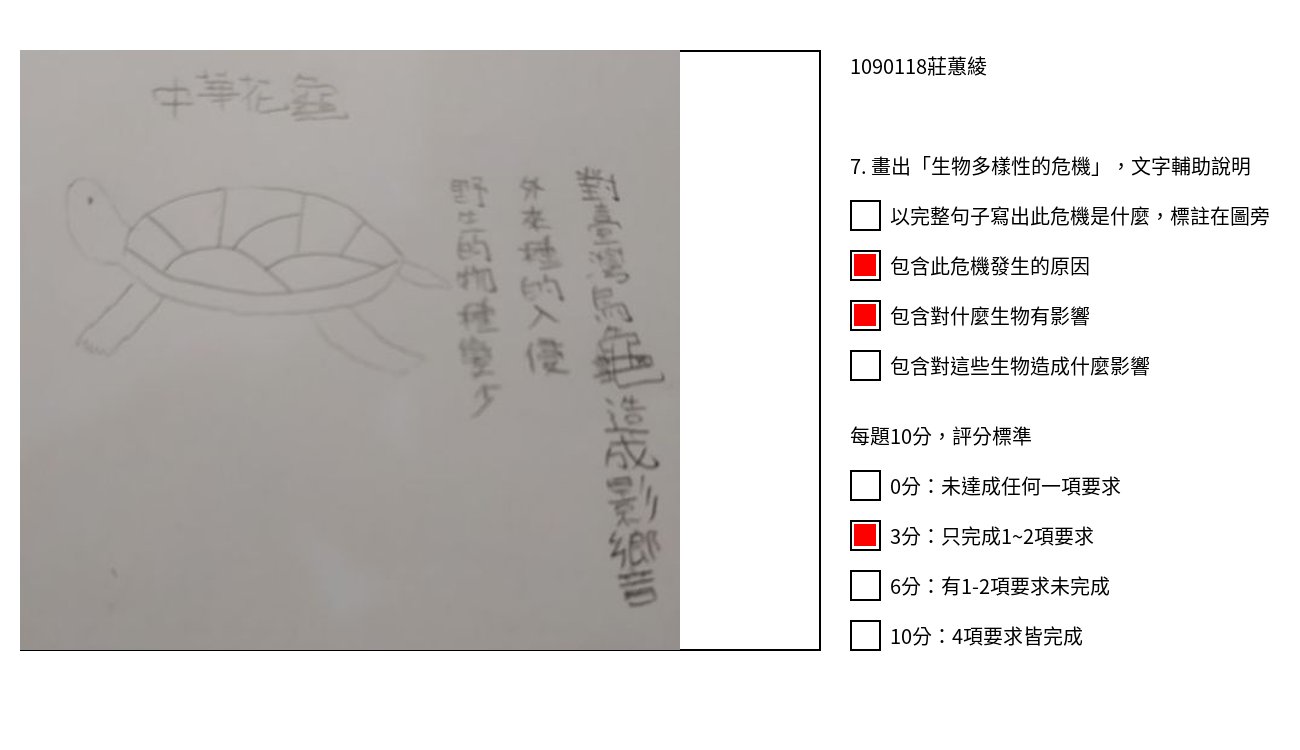 中華花龜
對臺灣烏龜造成影響
外來種的入侵
野生的物種變少
1090118莊蕙綾
7. 畫出「生物多樣性的危機」，文字輔助說明
以完整句子寫出此危機是什麼，標註在圖旁
包含此危機發生的原因
包含對什麼生物有影響
包含對這些生物造成什麼影響
每題10分，評分標準
0分：未達成任何一項要求
3分：只完成1~2項要求
6分：有1-2項要求未完成
10分：4項要求皆完成